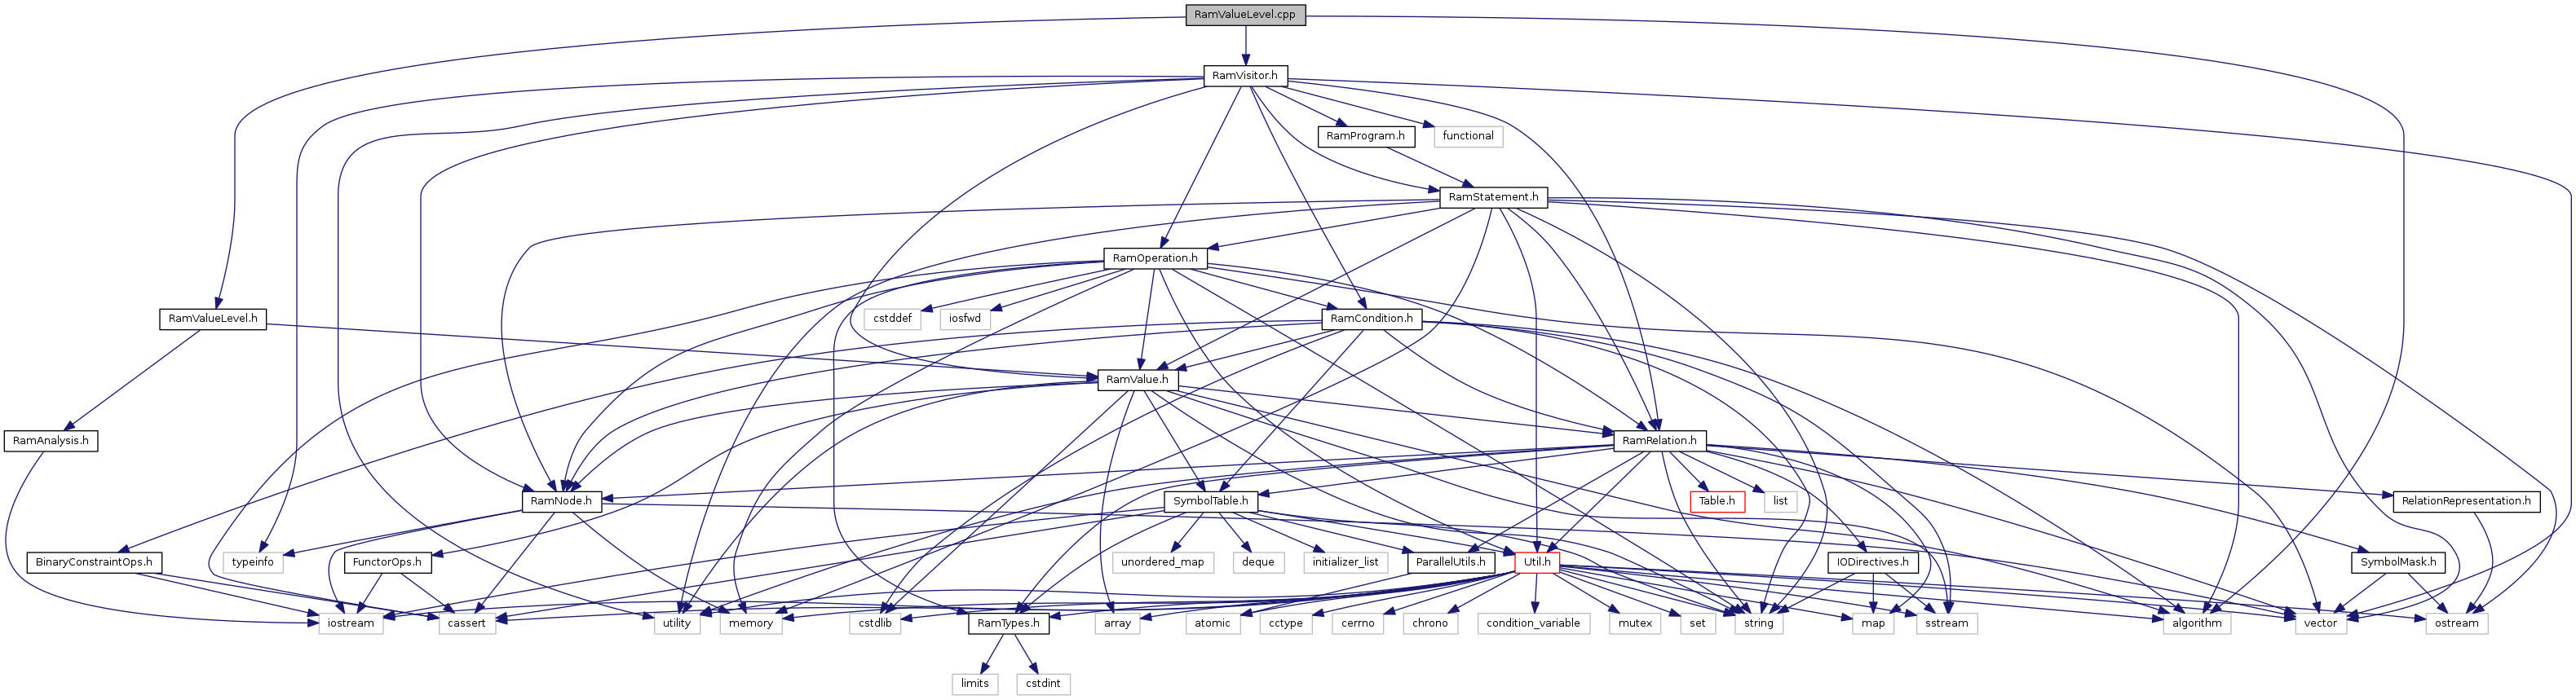 RamValueLevel.cpp
RamVisitor.h
RamProgram.h
functional
RamStatement.h
RamOperation.h
RamValueLevel.h
cstddef
iosfwd
RamCondition.h
RamValue.h
RamAnalysis.h
RamRelation.h
RamNode.h
SymbolTable.h
Table.h
list
RelationRepresentation.h
BinaryConstraintOps.h
typeinfo
FunctorOps.h
unordered_map
deque
initializer_list
ParallelUtils.h
Util.h
IODirectives.h
SymbolMask.h
iostream
cassert
utility
memory
cstdlib
RamTypes.h
array
atomic
cctype
cerrno
chrono
condition_variable
mutex
set
string
map
sstream
algorithm
vector
ostream
limits
cstdint